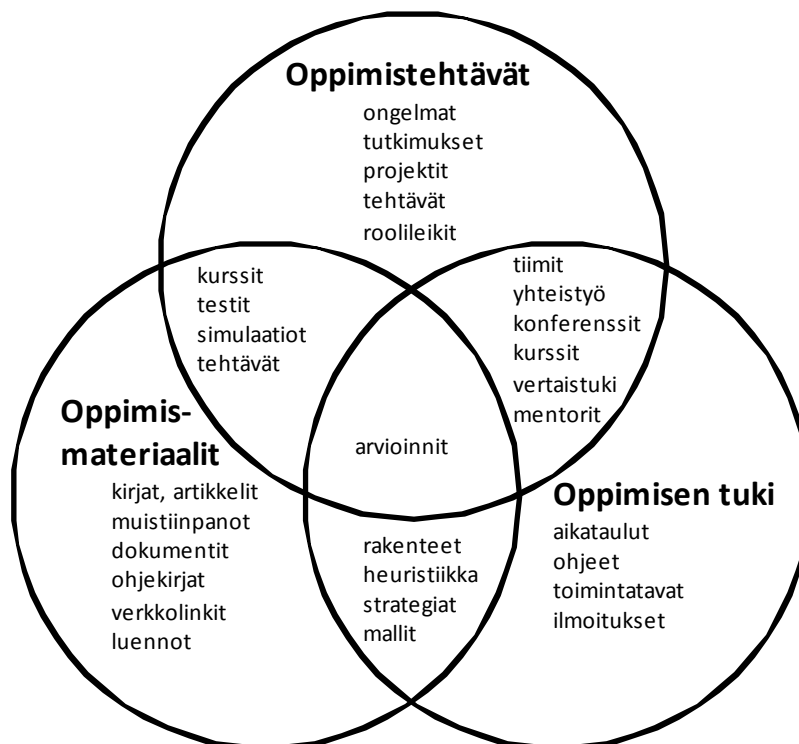 Oppimistehtävät
ongelmat
tutkimukset
projektit
tehtävät
roolileikit
kurssit
testit
simulaatiot
tehtävät
tiimit
yhteistyö
konferenssit
kurssit
vertaistuki
mentorit
Oppimis-
materiaalit
kirjat, artikkelit
muistiinpanot
dokumentit
ohjekirjat
verkkolinkit
luennot
arvioinnit
Oppimisen tuki
aikataulut
ohjeet
toimintatavat
ilmoitukset
rakenteet
heuristiikka
strategiat
mallit